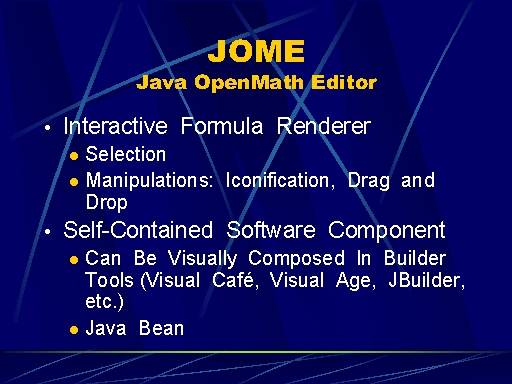 JOME
Java OpenMath Editor
• Interactive Formula Renderer
● Selection
● Manipulations: Iconification, Drag and
Drop
• Self-Contained Software Component
● Can Be Visually Composed In Builder
Tools (Visual Café, Visual Age, JBuilder,
etc.)
● Java Bean